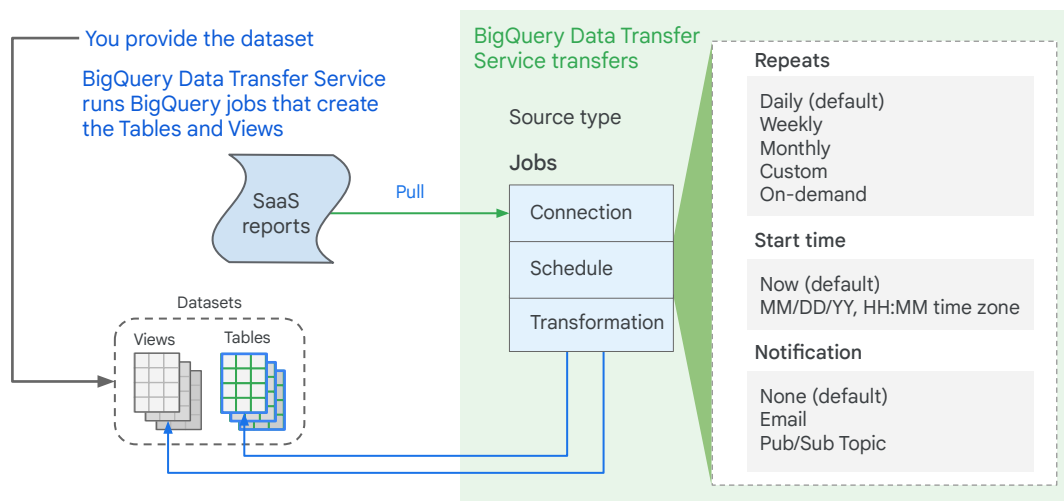 You provide the dataset
BigQuery Data Transfer Service
runs BigQuery jobs that create
the Tables and Views
SaaS
reports
Pull
Datasets
Views
Tables
BigQuery Data Transfer
Service transfers
Source type
Jobs
Connection
Schedule
Transformation
Repeats
Daily (default)
Weekly
Monthly
Custom
On-demand
Start time
Now (default)
MM/DD/YY, HH:MM time zone
Notification
None (default)
Email
Pub/Sub Topic